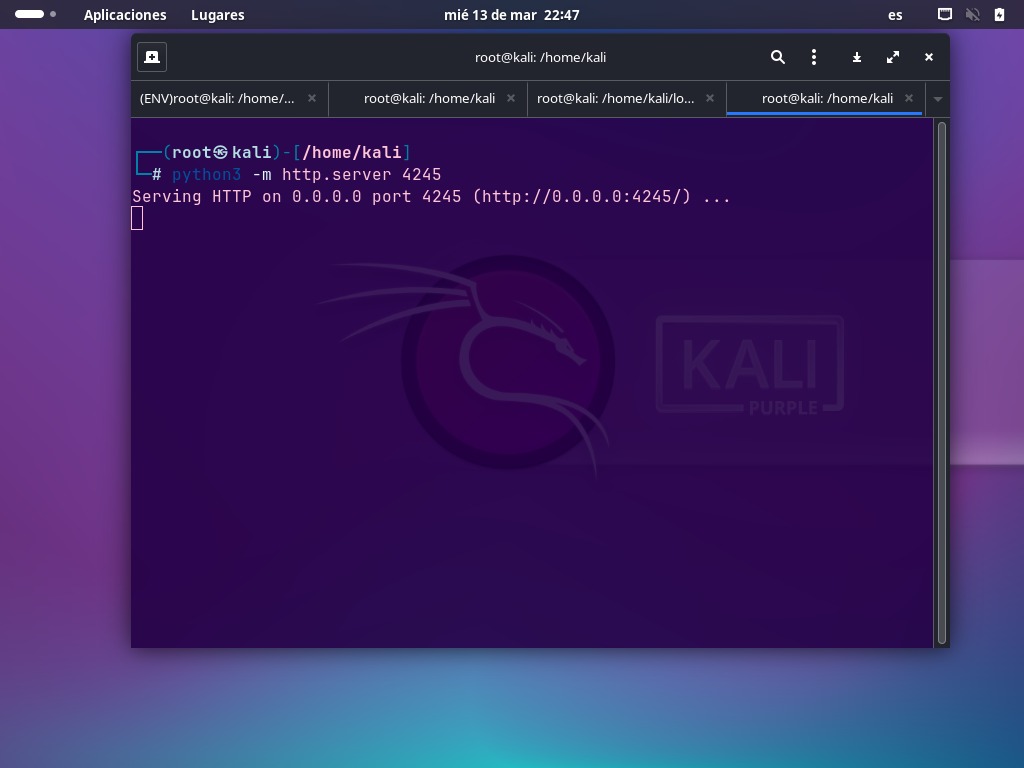 Aplicaciones Lugares mié 13 de mar 22:47 es
root@kali: /home/kali
(ENV)root@kali: /home/... root@kali: /home/kali root@kali: /home/kali/lo... root@kali: /home/kali
┌──(root㉿kali)-[/home/kali]
└─# python3 -m http.server 4245
Serving HTTP on 0.0.0.0 port 4245 (http://0.0.0.0:4245/) ...
KALI
PURPLE